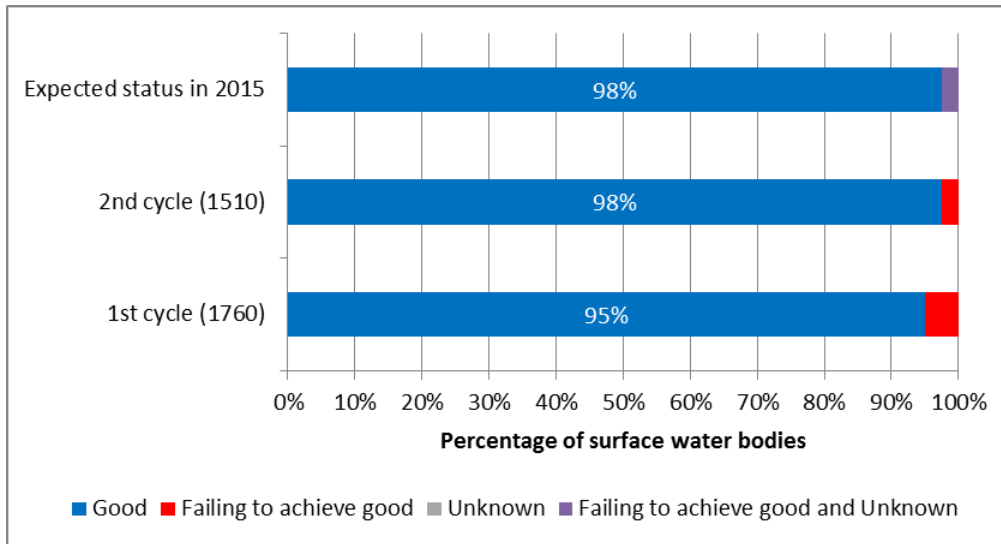 Expected status in 2015
98%
2nd cycle (1510)
98%
1st cycle (1760)
95%
0% 10% 20% 30% 40% 50% 60% 70% 80% 90% 100%
Percentage of surface water bodies
Good Failing to achieve good Unknown Failing to achieve good and Unknown